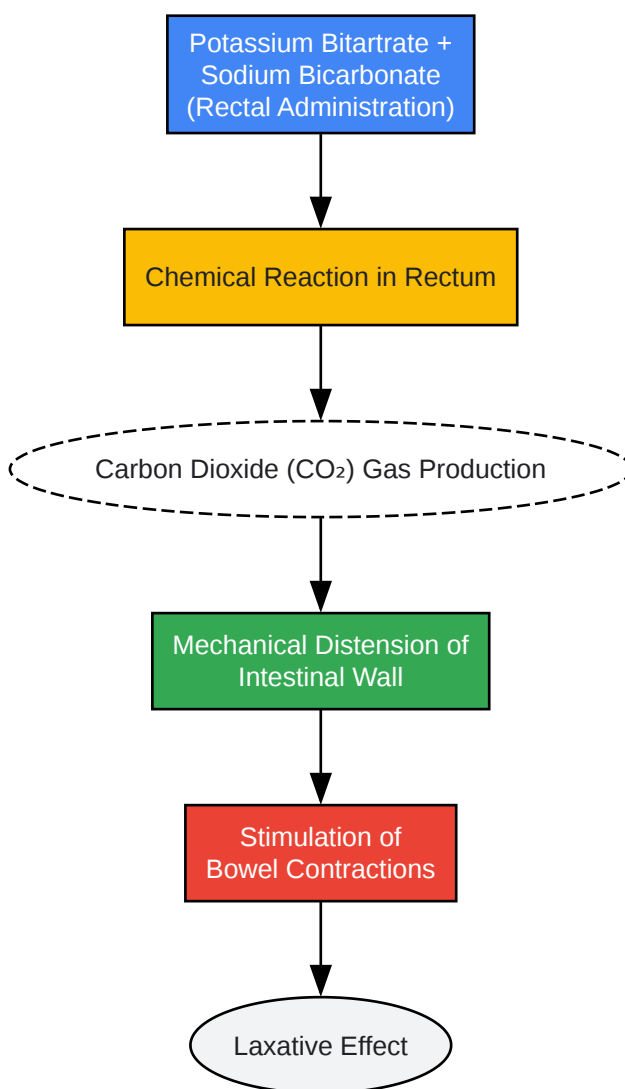 Potassium Bitartrate +
Sodium Bicarbonate
(Rectal Administration)
Chemical Reaction in Rectum
Carbon Dioxide (CO₂) Gas Production
Mechanical Distension of
Intestinal Wall
Stimulation of
Bowel Contractions
Laxative Effect